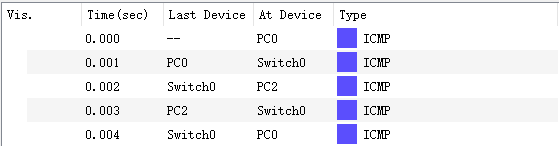 Vis. Time(sec) Last Device At Device Type
0.000 -- PC0 ICMP
0.001 PC0 Switch0 ICMP
0.002 Switch0 PC2 ICMP
0.003 PC2 Switch0 ICMP
0.004 Switch0 PC0 ICMP